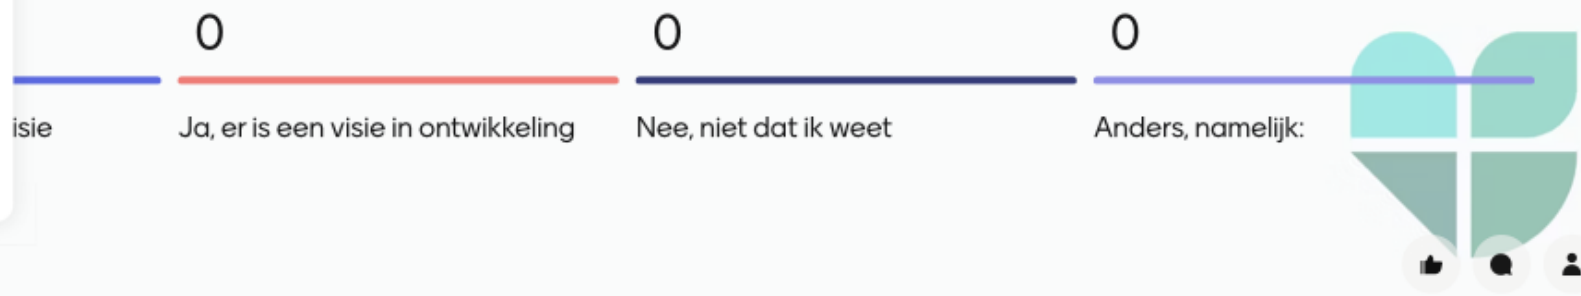 0
0
0
isie
Ja, er is een visie in ontwikkeling
Nee, niet dat ik weet
Anders, namelijk: